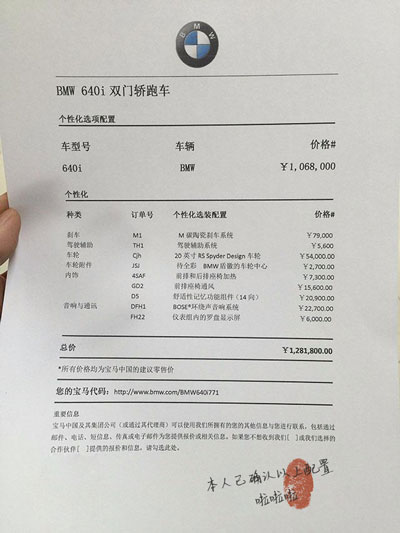 BMW
BMW 640i 双门轿跑车
个性化选项配置
车型号 车辆 价格#
640i BMW ￥1,068,000
个性化
种类 订单号 个性化选装配置 价格#
刹车 M1 M 碳陶瓷刹车系统 ￥79,000
驾驶辅助 TH1 驾驶辅助系统 ￥5,600
车轮 Cjh 20 英寸 RS Spyder Design 车轮 ￥54,000.00
车轮附件 JSJ 待全彩 BMW盾徽的车轮中心 ￥2,700.00
内饰 4SAF 前排和后排座椅加热 ￥7,300.00
GD2 前排座椅通风 ￥15,600.00
D5 舒适性记忆功能组件（14 向） ￥20,900.00
音响与通讯 DFH1 BOSE®环绕声音响系统 ￥22,700.00
FH22 仪表组内的罗盘显示屏 ￥6,000.00
总价 ￥1,281,800.00
*所有价格均为宝马中国的建议零售价
您的宝马代码: http://www.bmw.com/BMW640i771
重要信息
宝马中国及其集团公司（或通过其代理商）可以使用我们所拥有的您的其他信息与您进行联系，包括通过
邮件、电话、短信、传真或电子邮件为您提供报价或相关信息。如果您不想收到我们[ ]或我们选择的
合作伙伴[ ]提供的报价和信息，请勾选此处。
本人已确认以上配置
啦啦啦